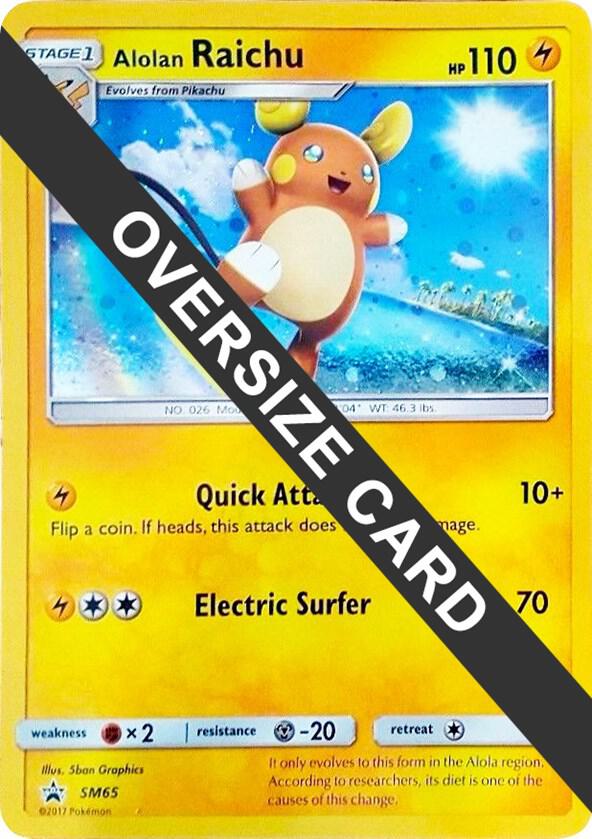 STAGE 1 Alolan Raichu HP 110
Evolves from Pikachu
OVERSIZE CARD
NO. 026 WT: 46.3 lbs.
Quick 10+
Flip a coin. If heads, this attack does
Electric Surfer 70
weakness ×2 resistance -20 retreat
Illus. 5ban Graphics
SM65
©2017 Pokémon
It only evolves to this form in the Alola region.
According to researchers, its diet is one of the
causes of this change.